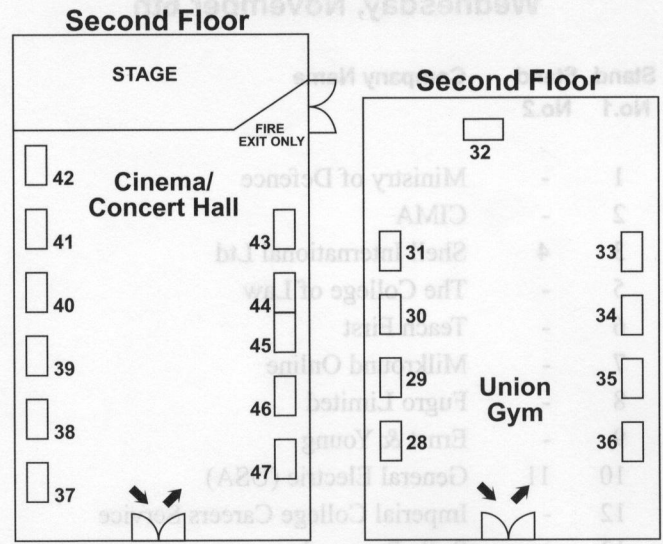 Second Floor
STAGE
FIRE
EXIT ONLY
Cinema/
Concert Hall
42
41
40
39
38
37
43
44
45
46
47
Second Floor
32
31
30
29
28
33
34
35
36
Union
Gym